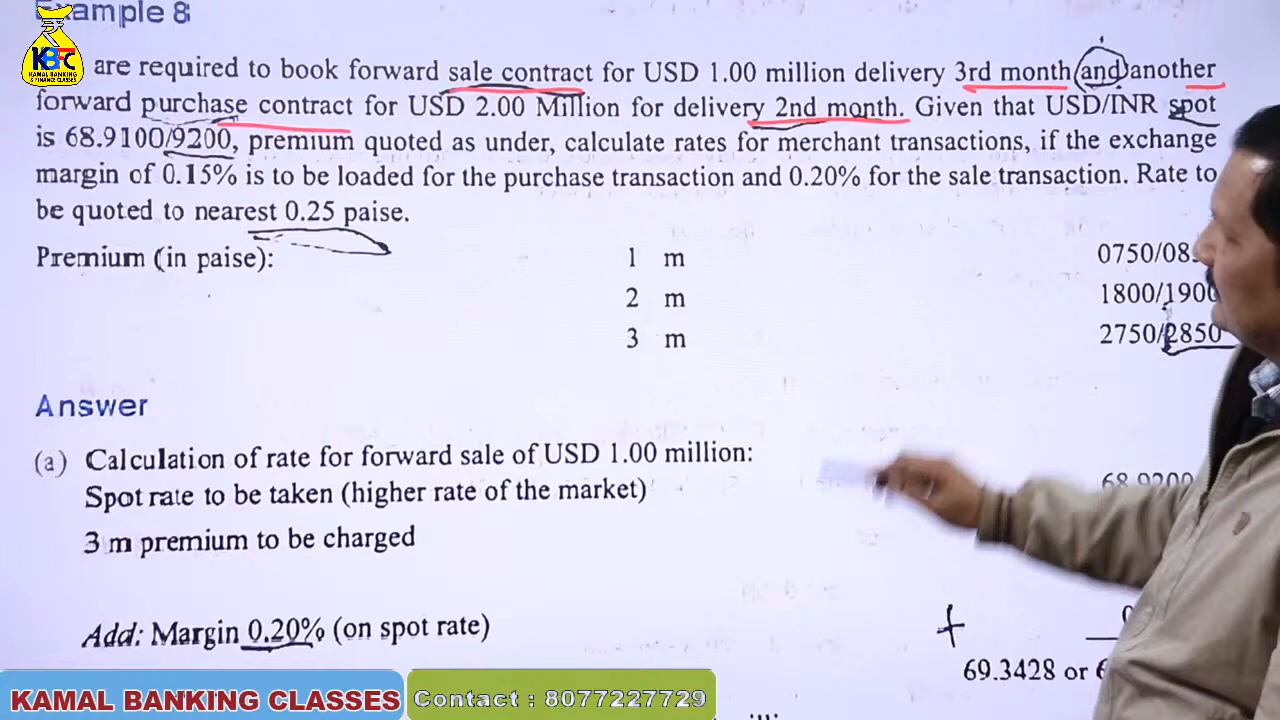 Example 8
KBFC
KAMAL BANKING
& FINANCE CLASSES
are required to book forward sale contract for USD 1.00 million delivery 3rd month and another
forward purchase contract for USD 2.00 Million for delivery 2nd month. Given that USD/INR spot
is 68.9100/9200, premium quoted as under, calculate rates for merchant transactions, if the exchange
margin of 0.15% is to be loaded for the purchase transaction and 0.20% for the sale transaction. Rate to
be quoted to nearest 0.25 paise.
Premium (in paise): 1 m 0750/08
2 m 1800/1900
3 m 2750/2850
Answer
(a) Calculation of rate for forward sale of USD 1.00 million:
Spot rate to be taken (higher rate of the market) 68.9200
3 m premium to be charged
Add: Margin 0.20% (on spot rate) +
69.3428 or
KAMAL BANKING CLASSES
Contact : 8077227729